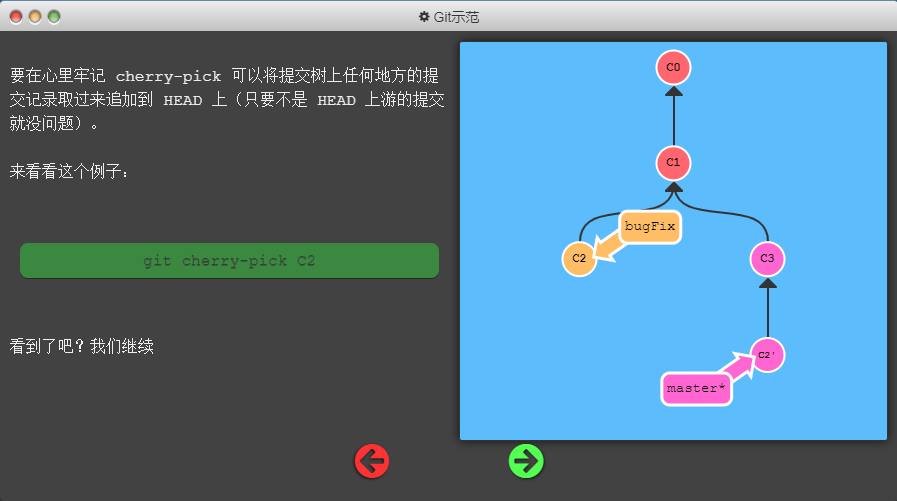 Git示范
要在心里牢记 cherry-pick 可以将提交树上任何地方的提
交记录取过来追加到 HEAD 上（只要不是 HEAD 上游的提交
就没问题）。
来看看这个例子：
git cherry-pick C2
看到了吧？我们继续
C0
C1
bugFix
C2
C3
C2'
master*